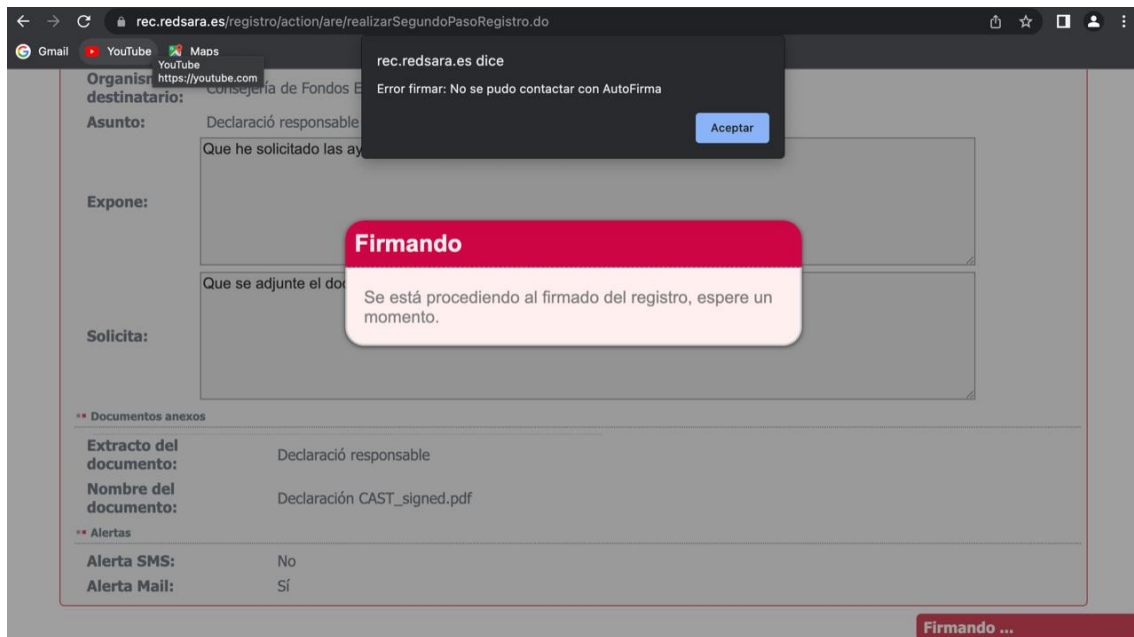 rec.redsara.es/registro/action/are/realizarSegundoPasoRegistro.do
Gmail YouTube Maps
YouTube
https://youtube.com
rec.redsara.es dice
Error firmar: No se pudo contactar con AutoFirma
Aceptar
destinatario: Consejería de Fondos
Asunto: Declaració responsable
Que he solicitado las
Expone:
Firmando
Se está procediendo al firmado del registro, espere un
momento.
Que se adjunte el
Solicita:
Documentos anexos
Extracto del
documento: Declaració responsable
Nombre del
documento: Declaración CAST_signed.pdf
Alertas
Alerta SMS: No
Alerta Mail: Sí
Firmando ...